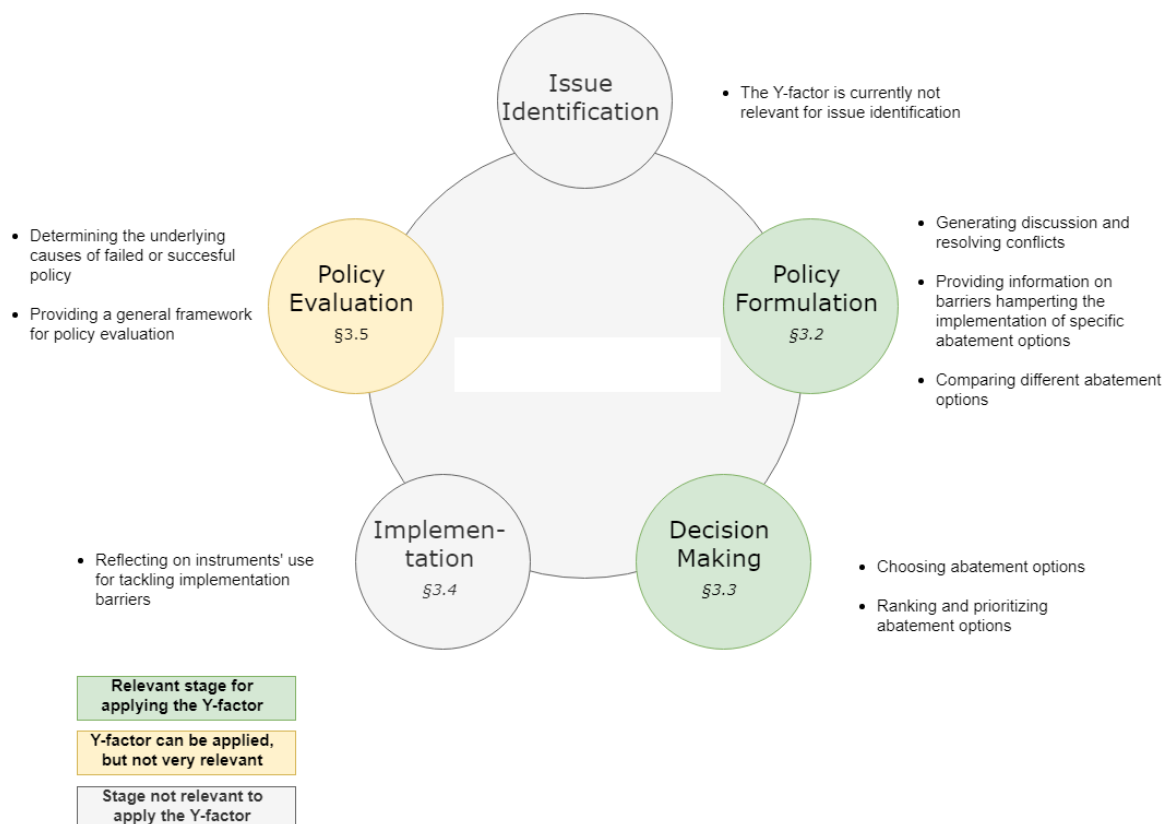 Issue
Identification
• The Y-factor is currently not
relevant for issue identification
Policy
Formulation
§3.2
• Generating discussion and
resolving conflicts
• Providing information on
barriers hamperting the
implementation of specific
abatement options
• Comparing different abatement
options
Decision
Making
§3.3
• Choosing abatement options
• Ranking and prioritizing
abatement options
Implemen-
tation
§3.4
• Reflecting on instruments' use
for tackling implementation
barriers
Policy
Evaluation
§3.5
• Determining the underlying
causes of failed or succesful
policy
• Providing a general framework
for policy evaluation
Relevant stage for
applying the Y-factor
Y-factor can be applied,
but not very relevant
Stage not relevant to
apply the Y-factor